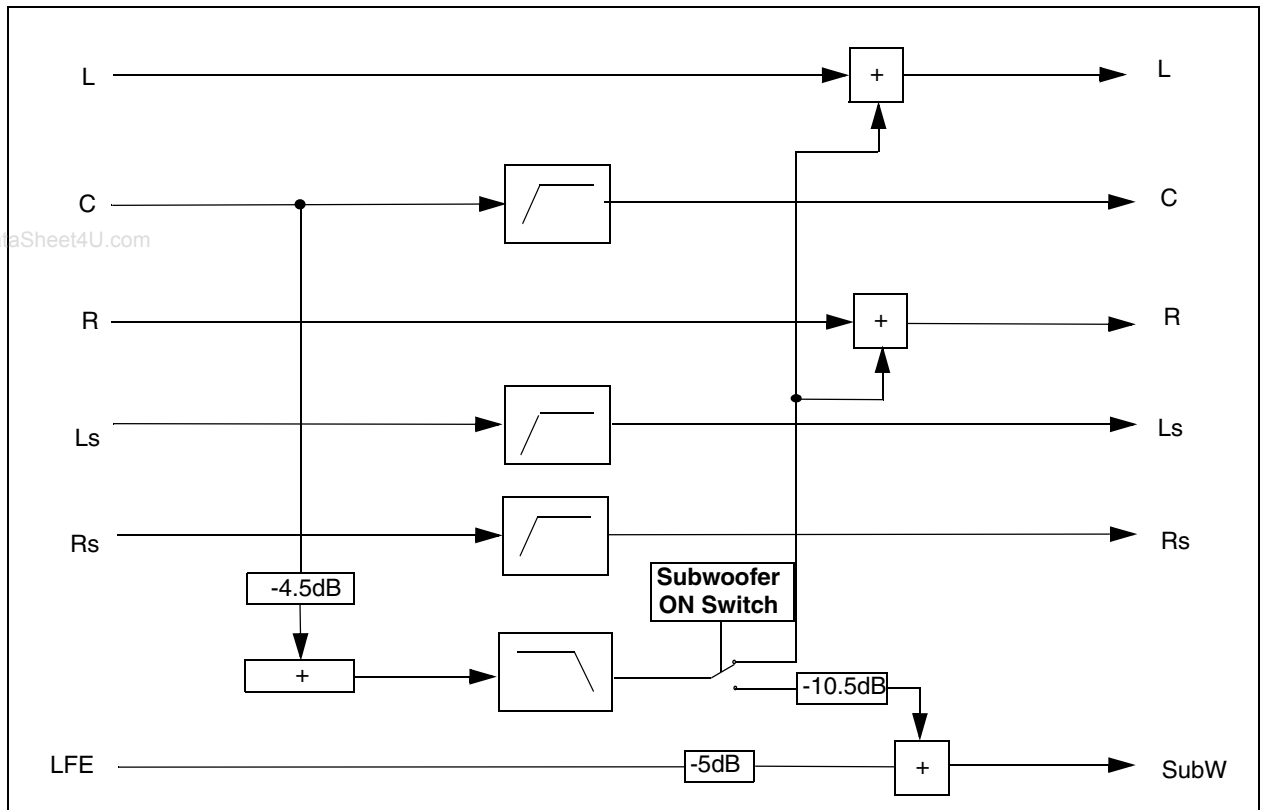 L
+
L
C
C
taSheet4U.com
R
+
R
Ls
Ls
Rs
Rs
-4.5dB
Subwoofer
ON Switch
+
-10.5dB
LFE
-5dB
+
SubW